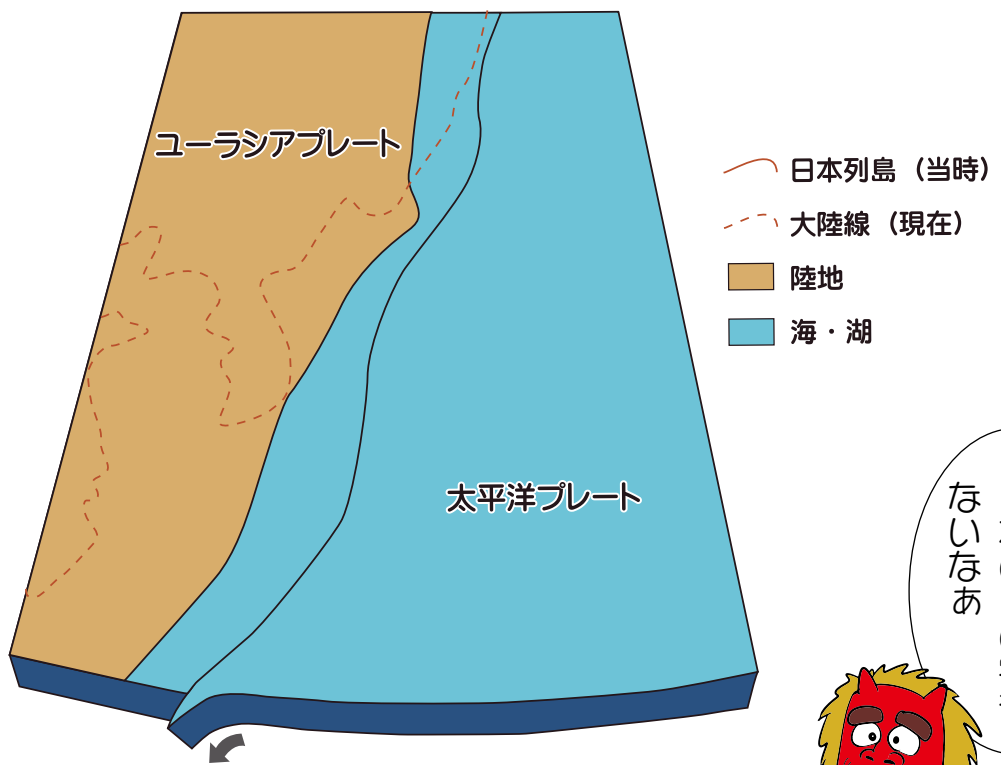 ユーラシアプレート
太平洋プレート
日本列島（当時）
大陸線（現在）
陸地
海・湖
ないなあ